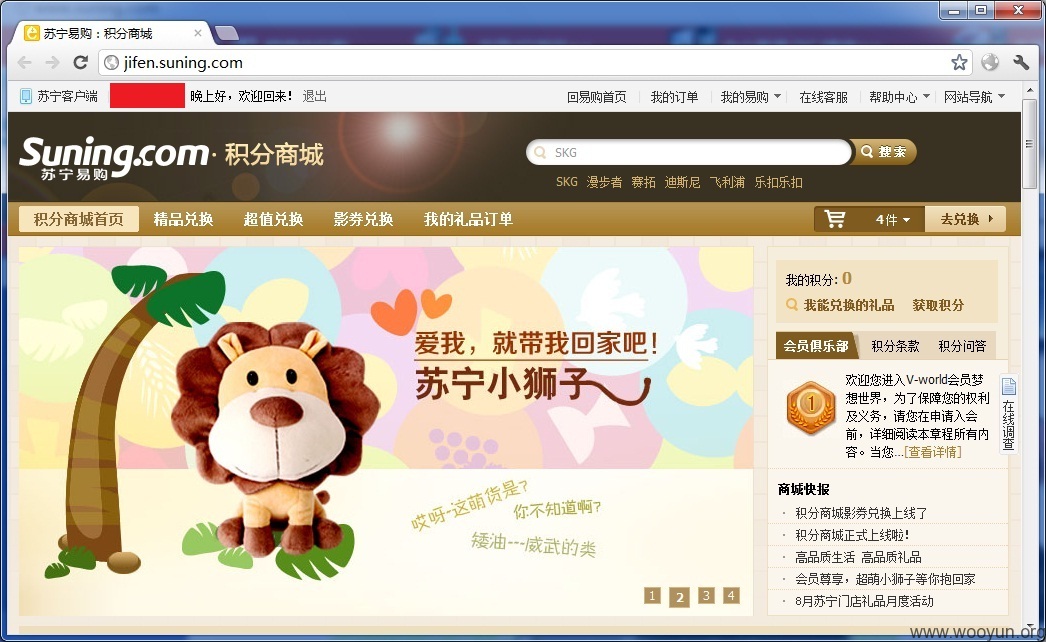 苏宁易购：积分商城
jifen.suning.com
苏宁客户端 晚上好，欢迎回来！ 退出 回易购首页 我的订单 我的易购 在线客服 帮助中心 网站导航
Suning.com·积分商城
苏宁易购
SKG 搜索
SKG 漫步者 赛拓 迪斯尼 飞利浦 乐扣乐扣
积分商城首页 精品兑换 超值兑换 影券兑换 我的礼品订单 4件 去兑换
爱我，就带我回家吧！
苏宁小狮子
哎呀-这萌货是？
你不知道啊？
矮油---威武的类
1 2 3 4
我的积分: 0
我能兑换的礼品 获取积分
会员俱乐部 积分条款 积分问答
1
欢迎您进入V-world会员梦
想世界，为了保障您的权利
及义务，请您在申请入会
前，详细阅读本章程所有内
容。当您...[查看详情]
在线调查
商城快报
· 积分商城影券兑换上线了
· 积分商城正式上线啦！
· 高品质生活 高品质礼品
· 会员尊享，超萌小狮子等你抱回家
· 8月苏宁门店礼品月度活动
www.wooyun.org